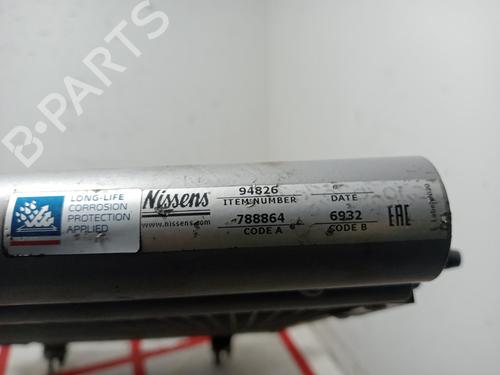 B-PARTS
LONG-LIFE
CORROSION
PROTECTION
APPLIED
Nissens
www.nissens.com
94826
ITEM NUMBER
DATE
788864
CODE A
6932
CODE B
EAC